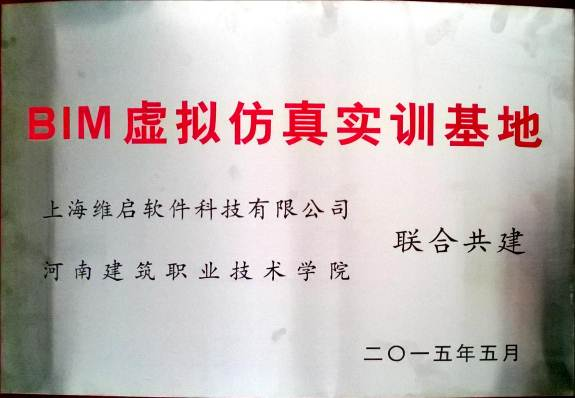 BIM虚拟仿真实训基地
上海维启软件科技有限公司
河南建筑职业技术学院
联合共建
二〇一五年五月